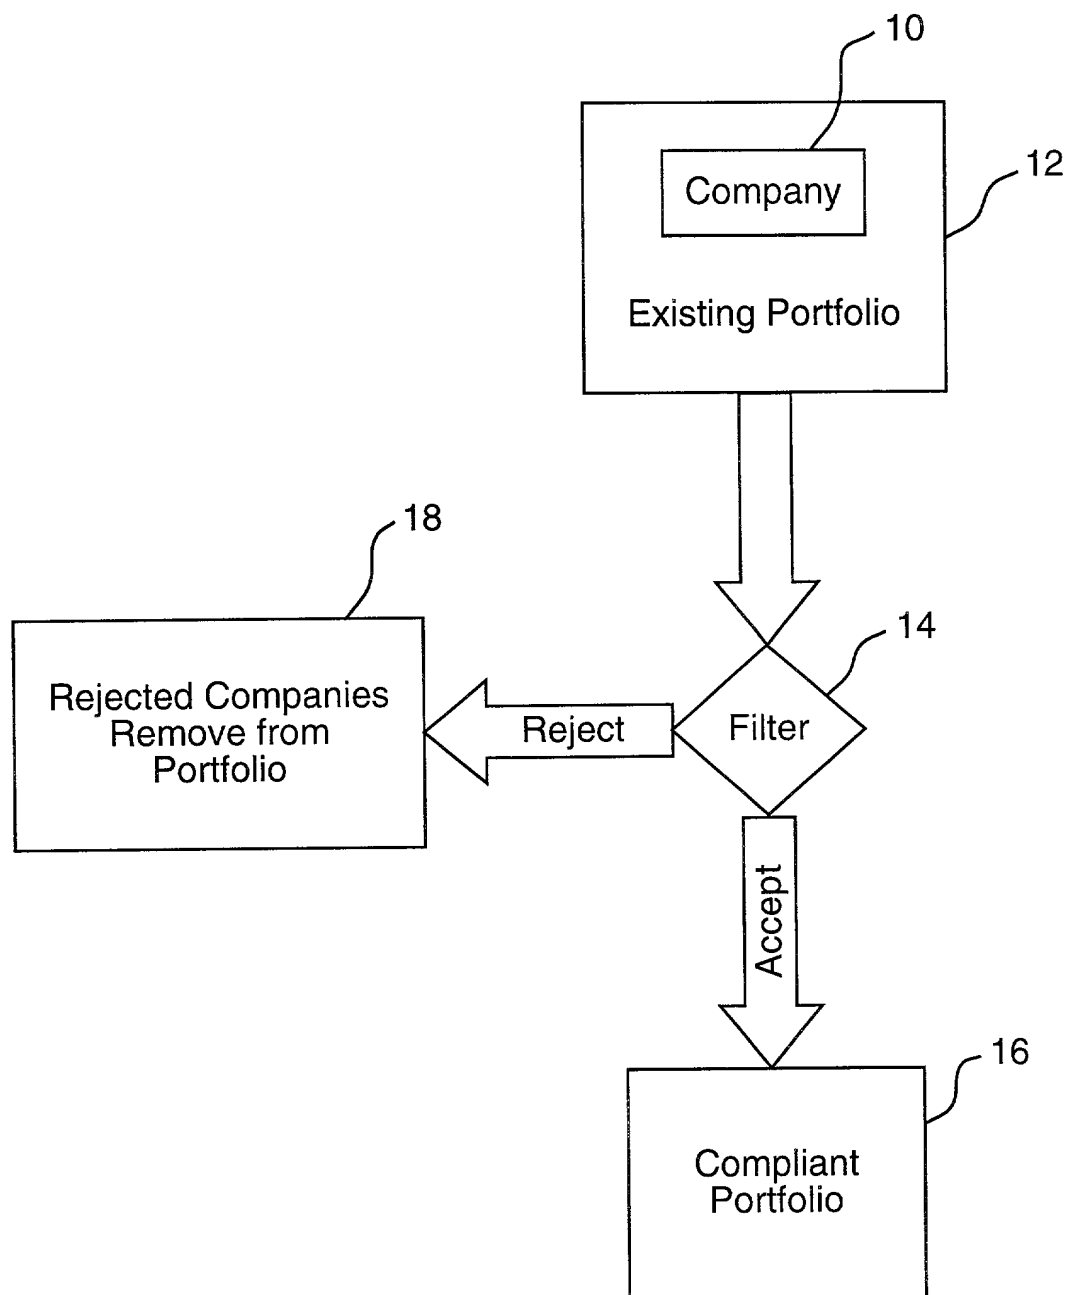 10
Company
12
Existing Portfolio
18
14
Rejected Companies
Remove from
Portfolio
Reject
Filter
Accept
16
Compliant
Portfolio